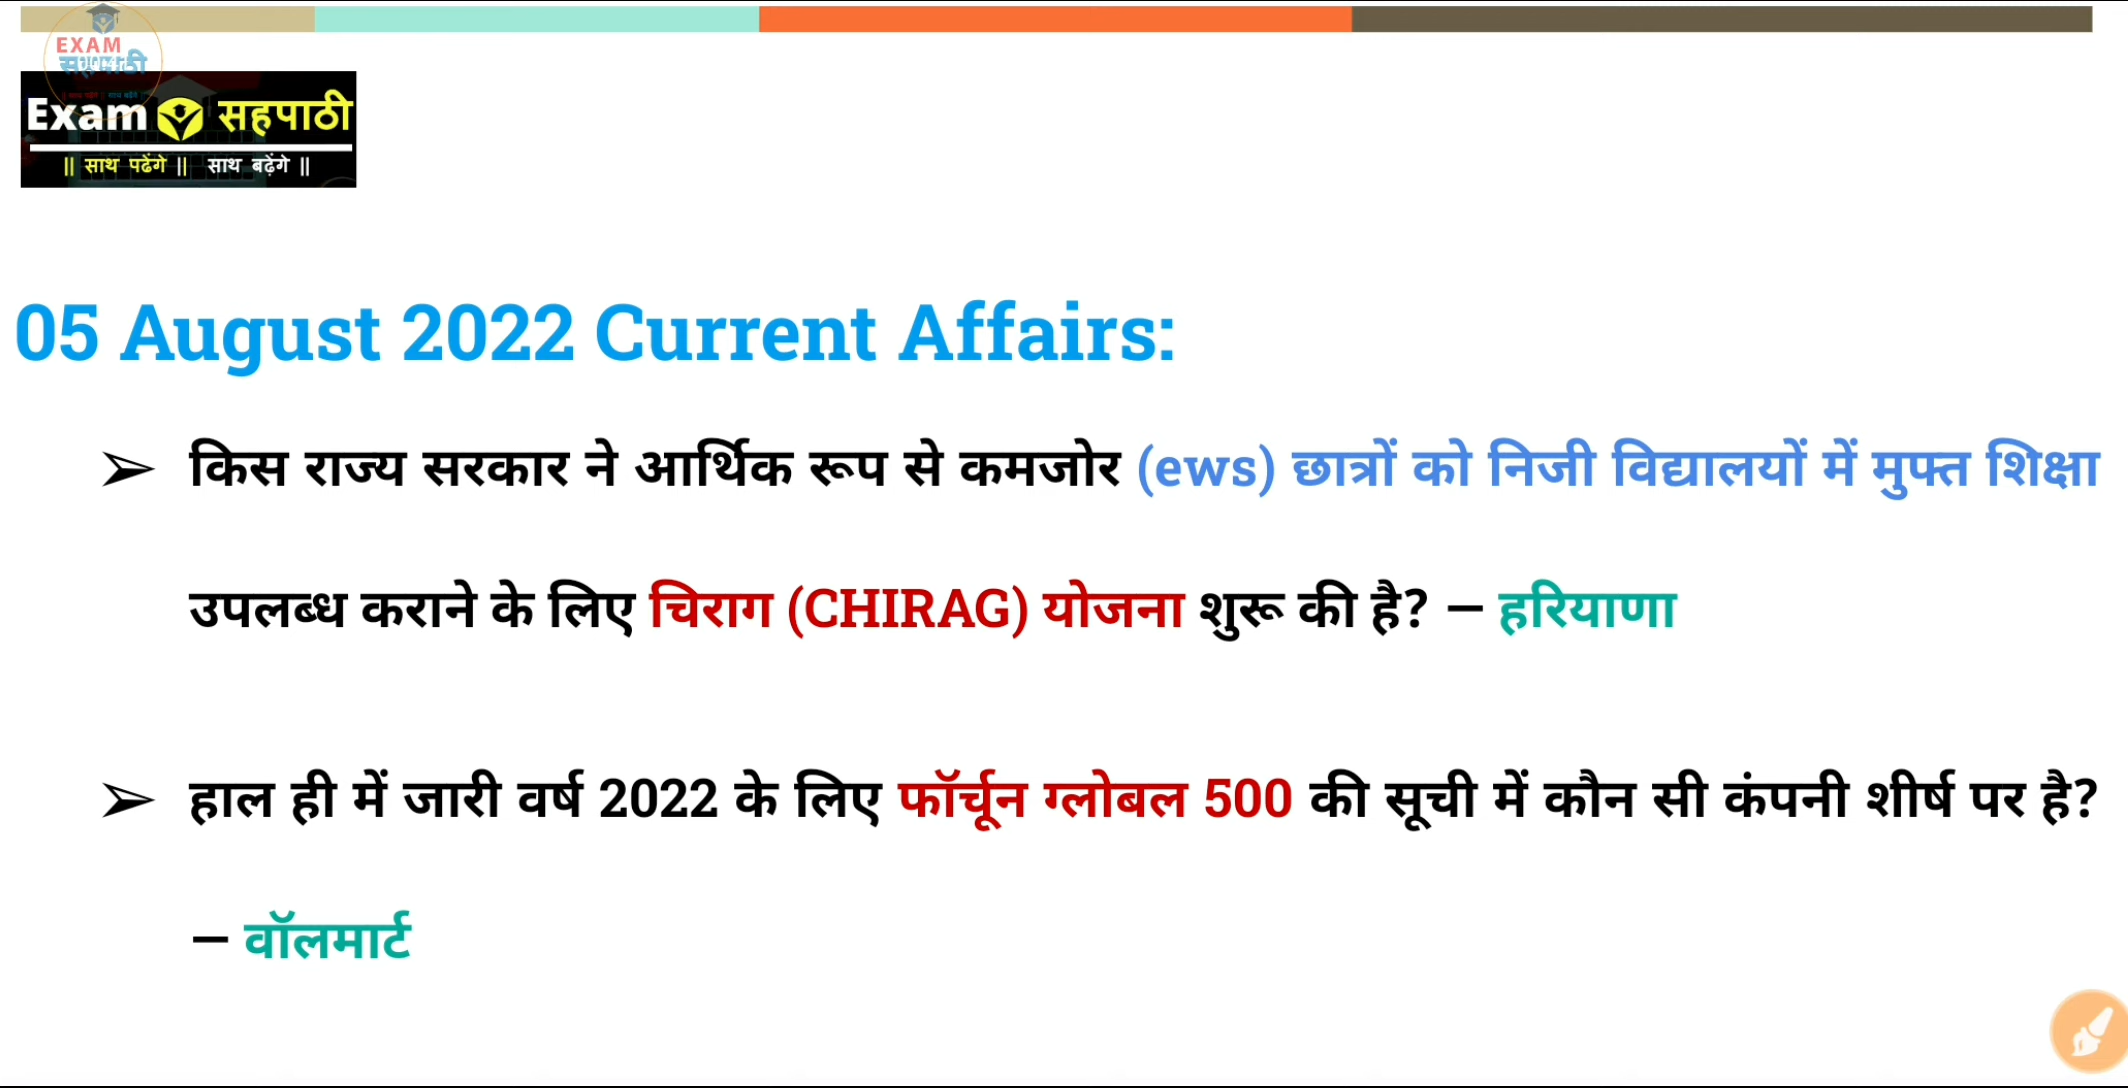 EXAM
सहपाठी
Exam सहपाठी
|| साथ पढेंगे || साथ बढ़ेंगे ||
05 August 2022 Current Affairs:
➢ किस राज्य सरकार ने आर्थिक रूप से कमजोर (ews) छात्रों को निजी विद्यालयों में मुफ्त शिक्षा
उपलब्ध कराने के लिए चिराग (CHIRAG) योजना शुरू की है? – हरियाणा
➢ हाल ही में जारी वर्ष 2022 के लिए फॉर्चून ग्लोबल 500 की सूची में कौन सी कंपनी शीर्ष पर है?
– वॉलमार्ट